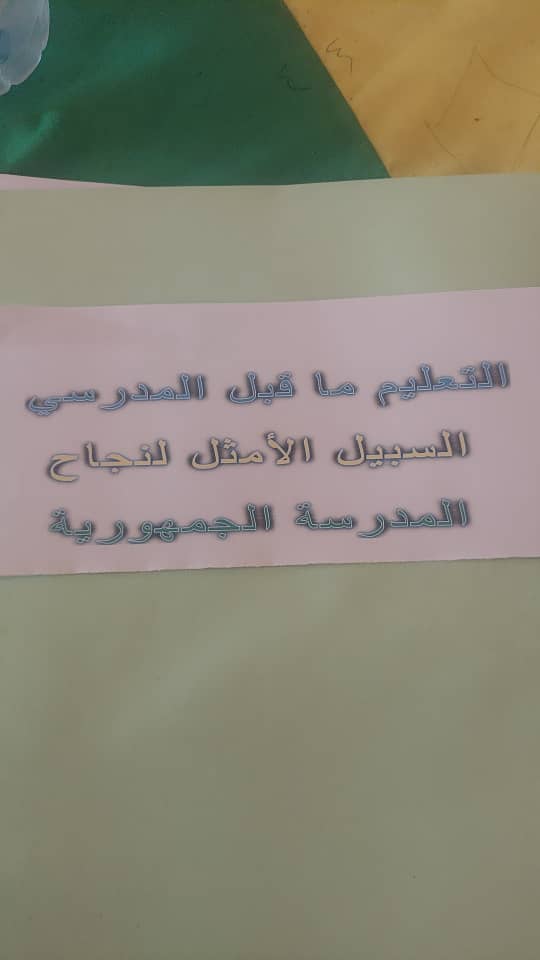 التعليم ما قبل المدرسي
السبيل الأمثل لنجاح
المدرسة الجمهورية